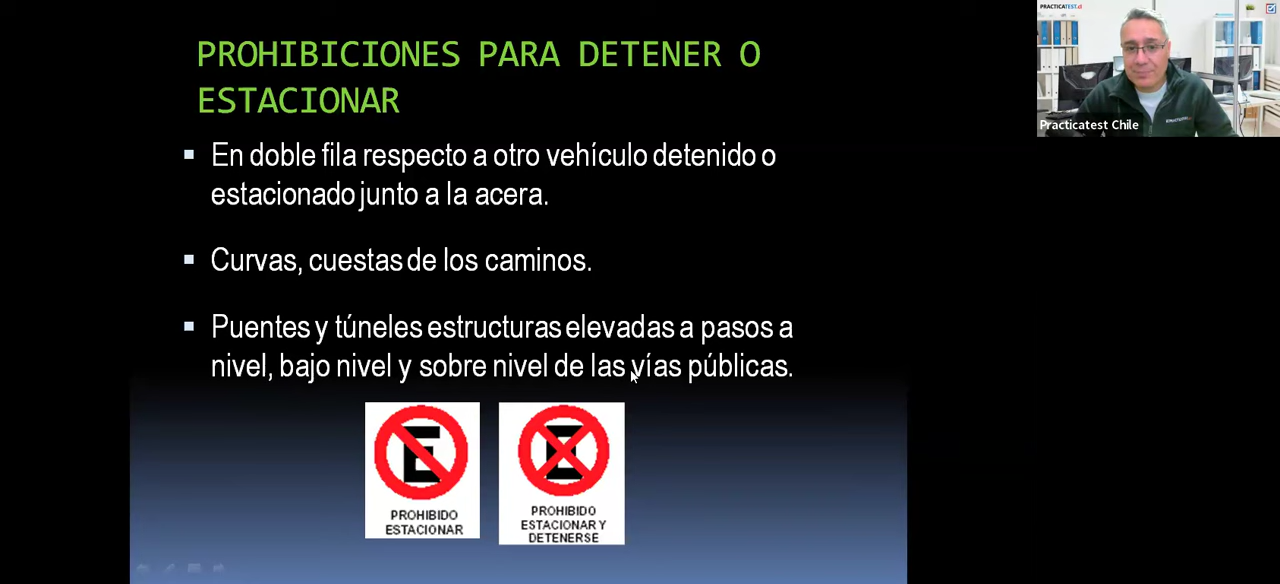 PROHIBICIONES PARA DETENER O
ESTACIONAR
En doble fila respecto a otro vehículo detenido o
estacionado junto a la acera.
Curvas, cuestas de los caminos.
Puentes y túneles estructuras elevadas a pasos a
nivel, bajo nivel y sobre nivel de las vías públicas.
E
PROHIBIDO
ESTACIONAR
E
PROHIBIDO
ESTACIONAR Y
DETENERSE
PRACTICATEST.cl
Practicatest Chile